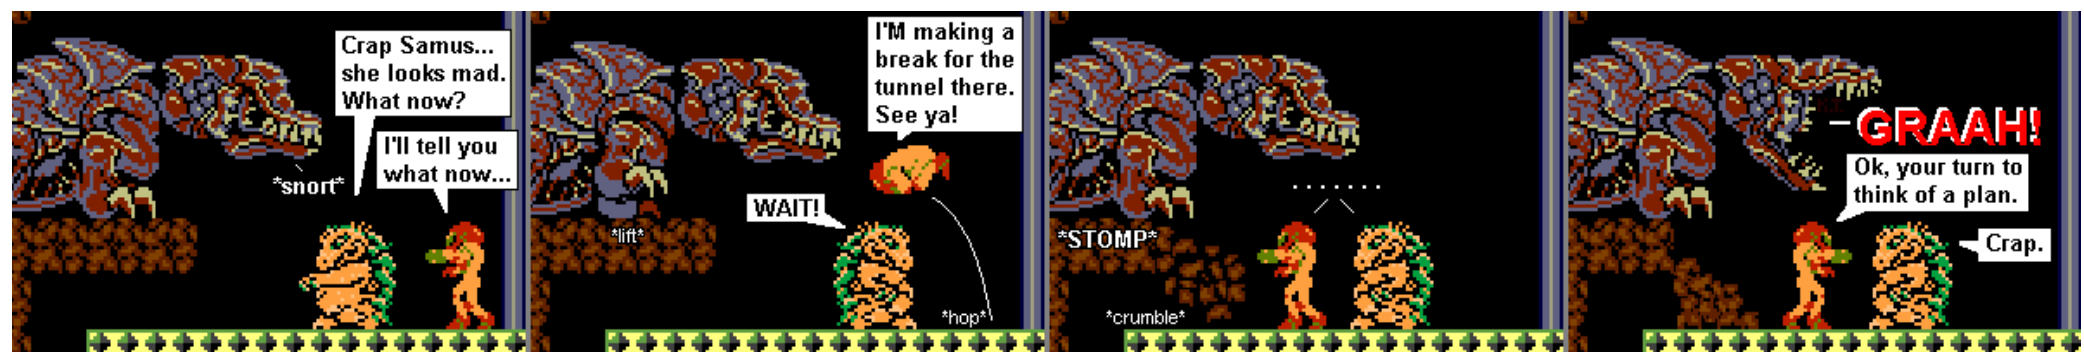 Crap Samus...
she looks mad.
What now?
I'll tell you
what now...
*snort*
I'M making a
break for the
tunnel there.
See ya!
WAIT!
*lift*
*hop*
.......
*STOMP*
*crumble*
GRAAH!
Ok, your turn to
think of a plan.
Crap.